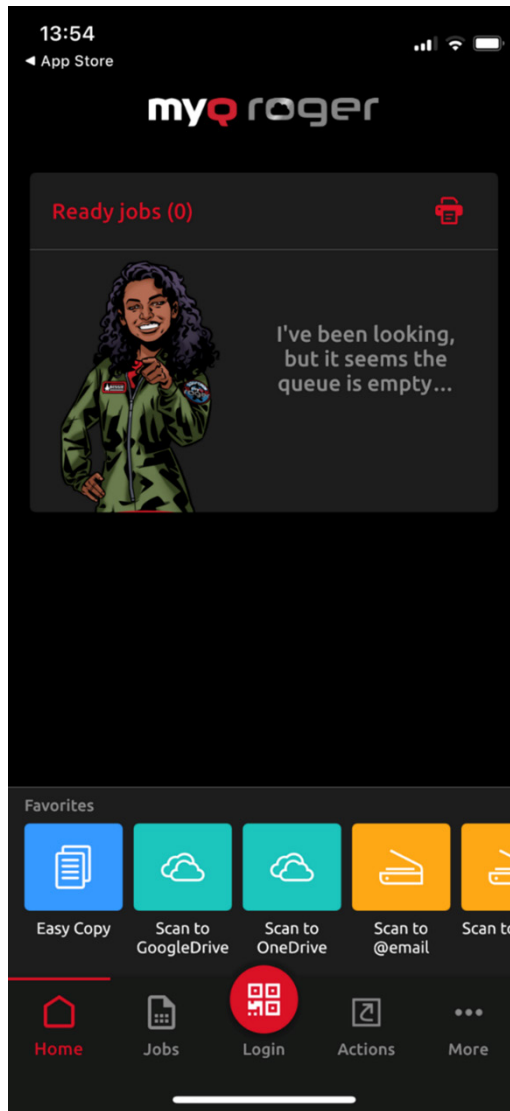 13:54
◀ App Store
myQ roger
Ready jobs (0)
I've been looking,
but it seems the
queue is empty...
Favorites
Easy Copy
Scan to
GoogleDrive
Scan to
OneDrive
Scan to
@email
Scan to
Home
Jobs
Login
Actions
More